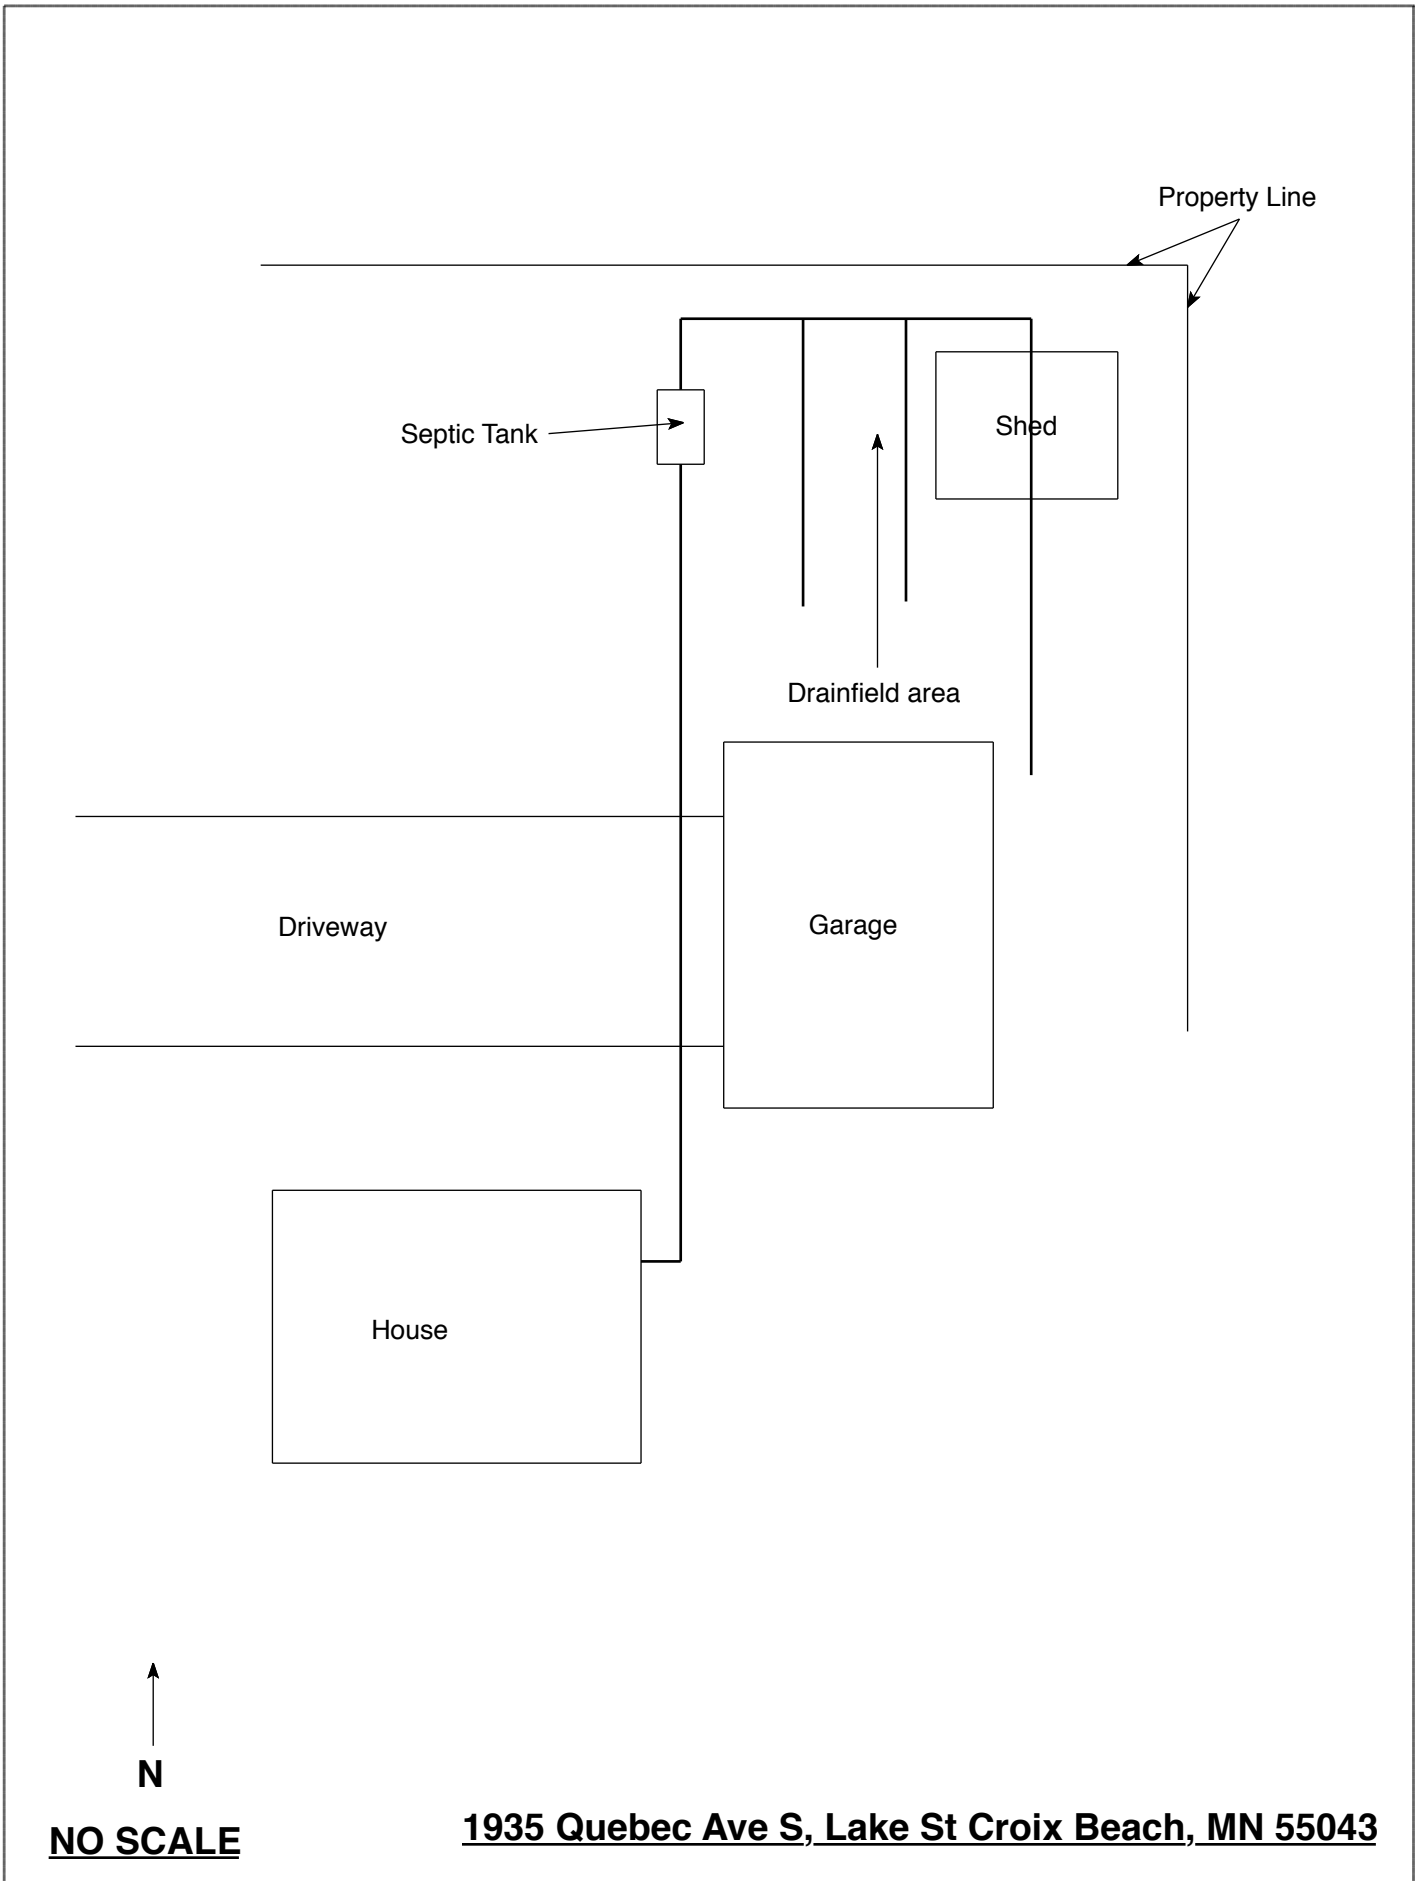 Property Line
Septic Tank
Shed
Drainfield area
Driveway
Garage
House
N
NO SCALE
1935 Quebec Ave S, Lake St Croix Beach, MN 55043